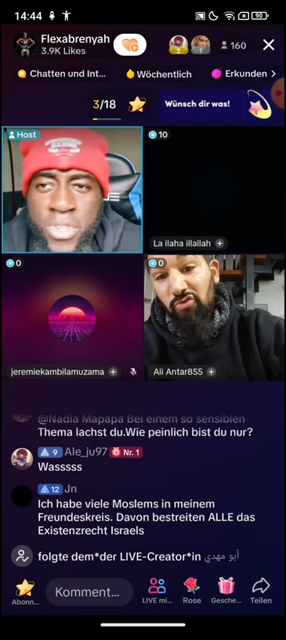 14:44
90
Flexabrenyah
3.9K Likes
160
Chatten und Int...
Wöchentlich
Erkunden
3/18
Wünsch dir was!
Host
10
La ilaha illallah
0
0
jeremiekambilamuzama
Ali Antar855
@Nadia Mapapa Bei einem so sensiblen
Thema lachst du.Wie peinlich bist du nur?
9 Ale_ju97 Nr. 1
Wasssss
12 Jn
Ich habe viele Moslems in meinem
Freundeskreis. Davon bestreiten ALLE das
Existenzrecht Israels
أبو مهدي folgte dem*der LIVE-Creator*in
Abonn...
Komment...
LIVE mi...
Rose
Gesche...
Teilen